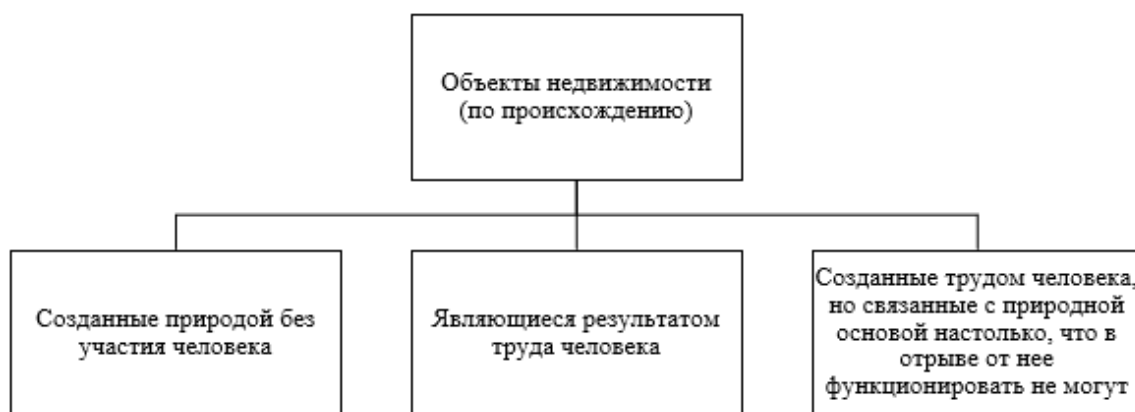 Объекты недвижимости
(по происхождению)
Созданные природой без
участия человека
Являющиеся результатом
труда человека
Созданные трудом человека,
но связанные с природной
основой настолько, что в
отрыве от нее
функционировать не могут